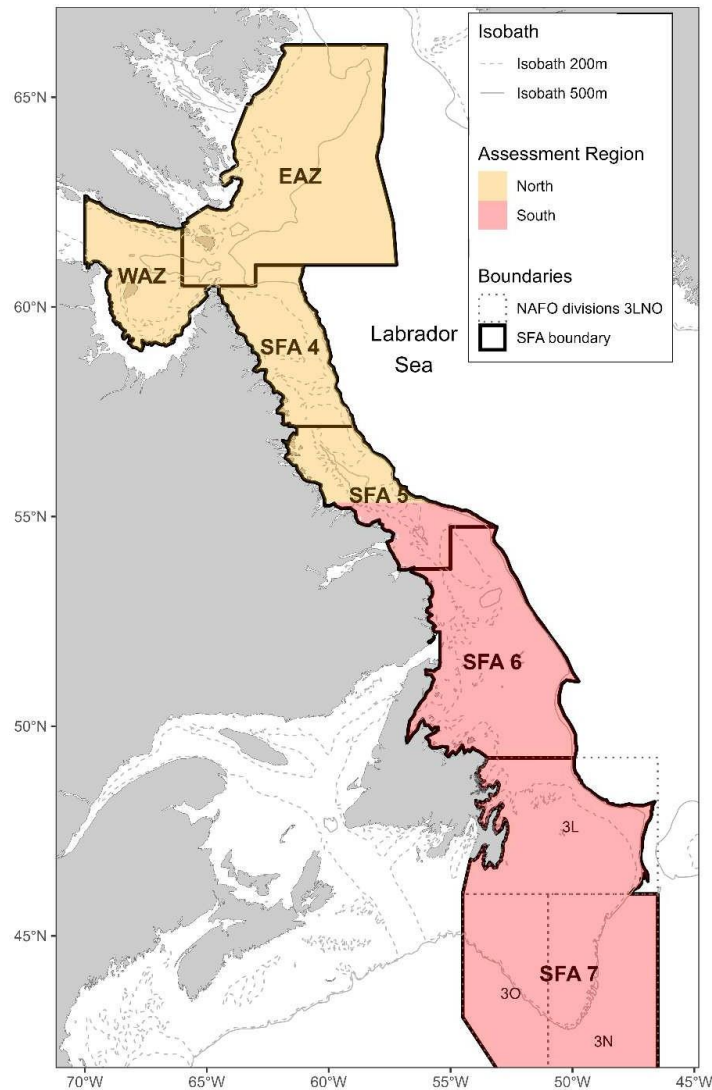 Isobath
Isobath 200m
Isobath 500m
Assessment Region
North
South
Boundaries
NAFO divisions 3LNO
SFA boundary
65°N
60°N
55°N
50°N
45°N
EAZ
WAZ
SFA 4
Labrador
Sea
SFA 5
SFA 6
3L
SFA 7
3O
3N
70°W
65°W
60°W
55°W
50°W
45°W